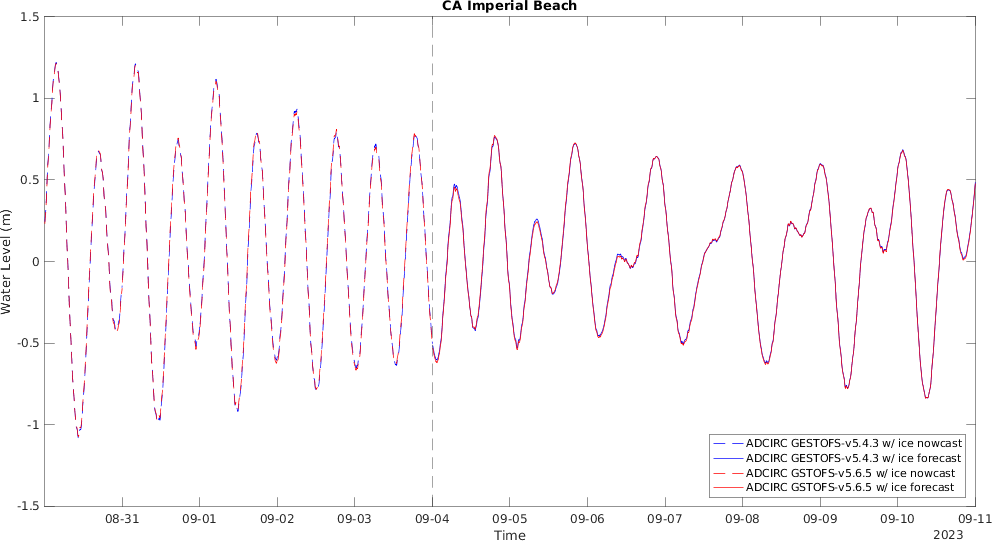 CA Imperial Beach
1.5
1
0.5
0
-0.5
-1
-1.5
Water Level (m)
08-31 09-01 09-02 09-03 09-04 09-05 09-06 09-07 09-08 09-09 09-10 09-11
Time
2023
ADCIRC GESTOFS-v5.4.3 w/ ice nowcast
ADCIRC GESTOFS-v5.4.3 w/ ice forecast
ADCIRC GSTOFS-v5.6.5 w/ ice nowcast
ADCIRC GSTOFS-v5.6.5 w/ ice forecast